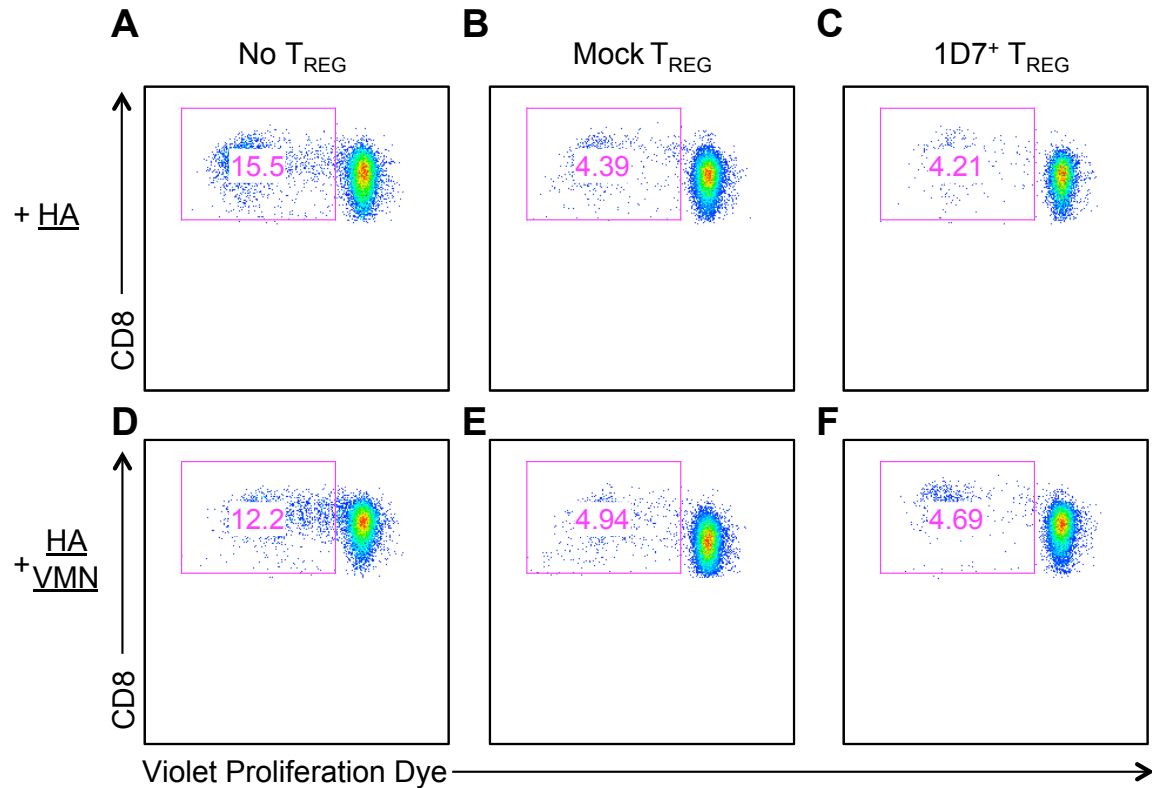 A
No TREG
B
Mock TREG
C
1D7+ TREG
+ HA
CD8
15.5
4.39
4.21
D
E
F
+ HA
VMN
CD8
12.2
4.94
4.69
Violet Proliferation Dye